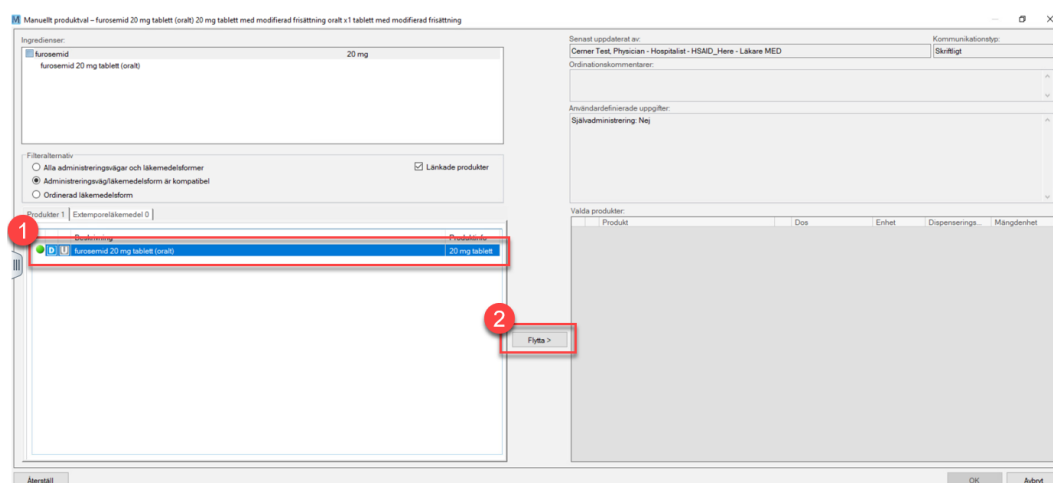 M Manuellt produktval – furosemid 20 mg tablett (oralt) 20 mg tablett med modifierad frisättning oralt x1 tablett med modifierad frisättning
Ingredienser:
furosemid 20 mg
furosemid 20 mg tablett (oralt)
Senast uppdaterat av: Kommunikationstyp:
Cerner Test, Physician - Hospitalist - HSAID_Here - Läkare MED Skriftligt
Ordinationskommentarer:
Användardefinierade uppgifter:
Självadministrering: Nej
Filteralternativ
Alla administreringsvägar och läkemedelsformer Länkade produkter
Administreringsväg/läkemedelsform är kompatibel
Ordinerad läkemedelsform
Produkter 1 Extemporeläkemedel 0
1
Beskrivning Produktinfo
D U furosemid 20 mg tablett (oralt) 20 mg tablett
2
Flytta >
Valda produkter:
Produkt Dos Enhet Dispenserings... Mängdenhet
Återställ OK Avbryt